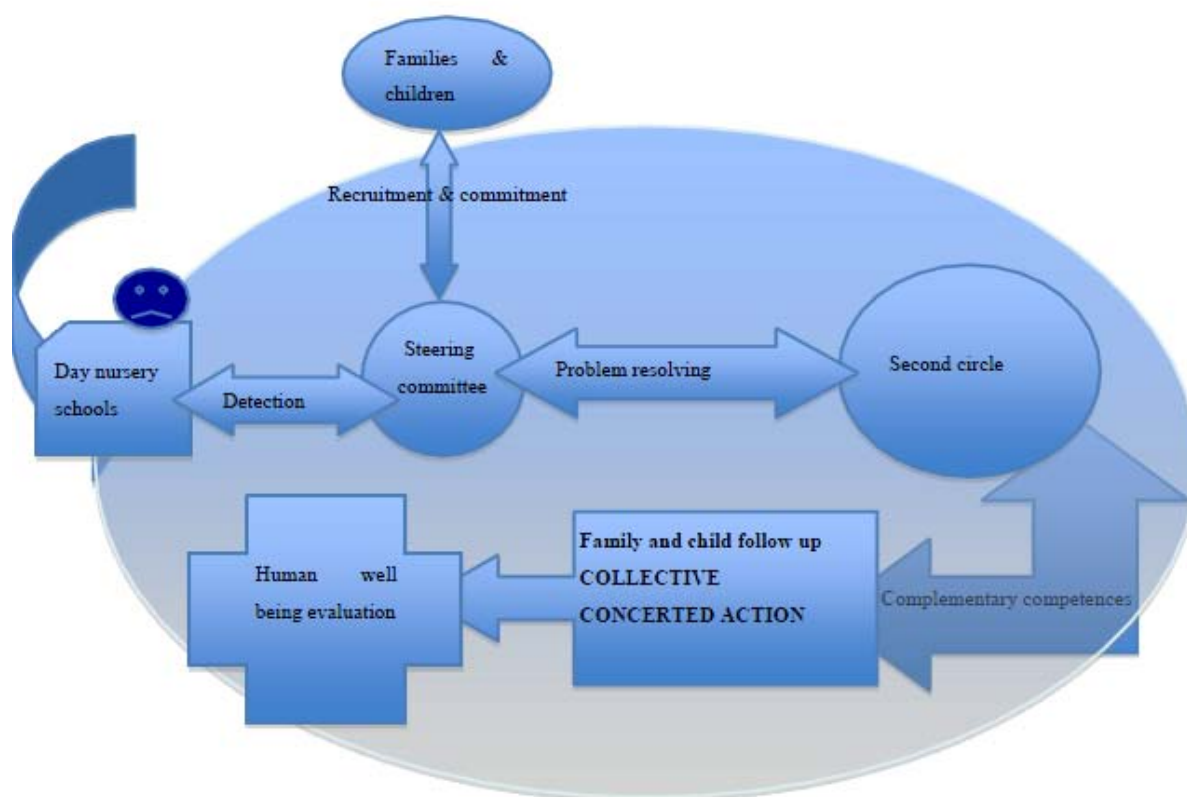 Families &
children
Recruitment & commitment
Day nursery
schools
Detection
Steering
committee
Problem resolving
Second circle
Human well
being evaluation
Family and child follow up
COLLECTIVE
CONCERTED ACTION
Complementary competences